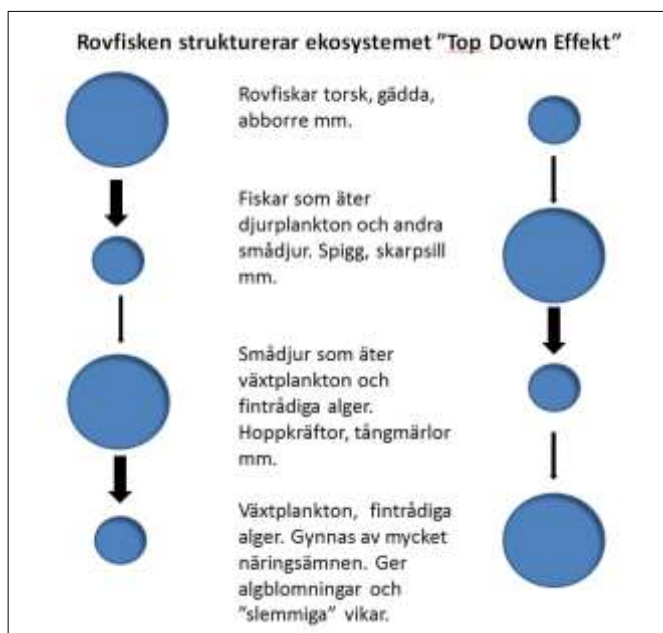 Rovfisken strukturerar ekosystemet ”Top Down Effekt”
Rovfiskar torsk, gädda,
abborre mm.
Fiskar som äter
djurplankton och andra
smådjur. Spigg, skarpsill
mm.
Smådjur som äter
växtplankton och
fintrådiga alger.
Hoppkräftor, tångmärlor
mm.
Växtplankton, fintrådiga
alger. Gynnas av mycket
näringsämnen. Ger
algblomningar och
”slemmiga” vikar.